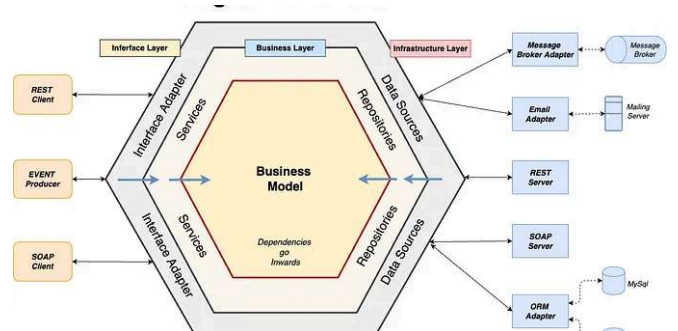 Inferface Layer
Business Layer
Infrastructure Layer
REST
Client
EVENT
Producer
SOAP
Client
Interface Adapter
Services
Repositories
Data Sources
Business
Model
Interface Adapter
Services
Repositories
Data Sources
Dependencies
go
Inwards
Message
Broker Adapter
Message
Broker
Email
Adapter
Mailing
Server
REST
Server
SOAP
Server
ORM
Adapter
MySql